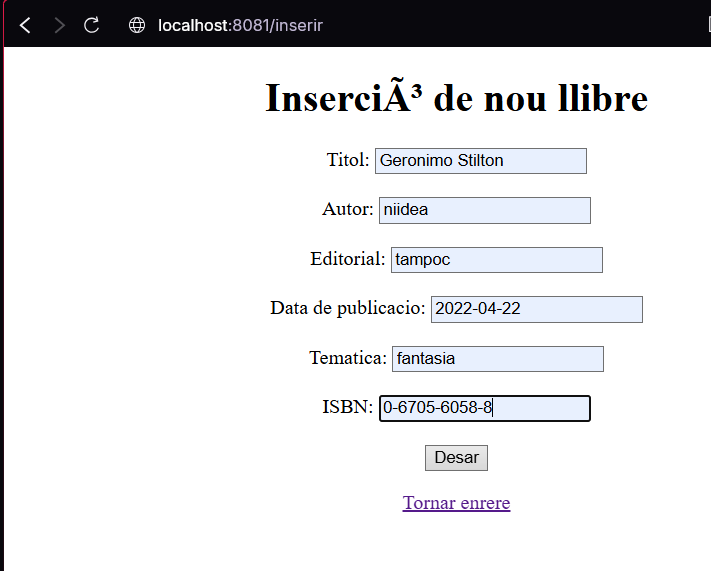 localhost:8081/inserir
InserciÃ³ de nou llibre
Titol: Geronimo Stilton
Autor: niidea
Editorial: tampoc
Data de publicacio: 2022-04-22
Tematica: fantasia
ISBN: 0-6705-6058-8
Desar
Tornar enrere